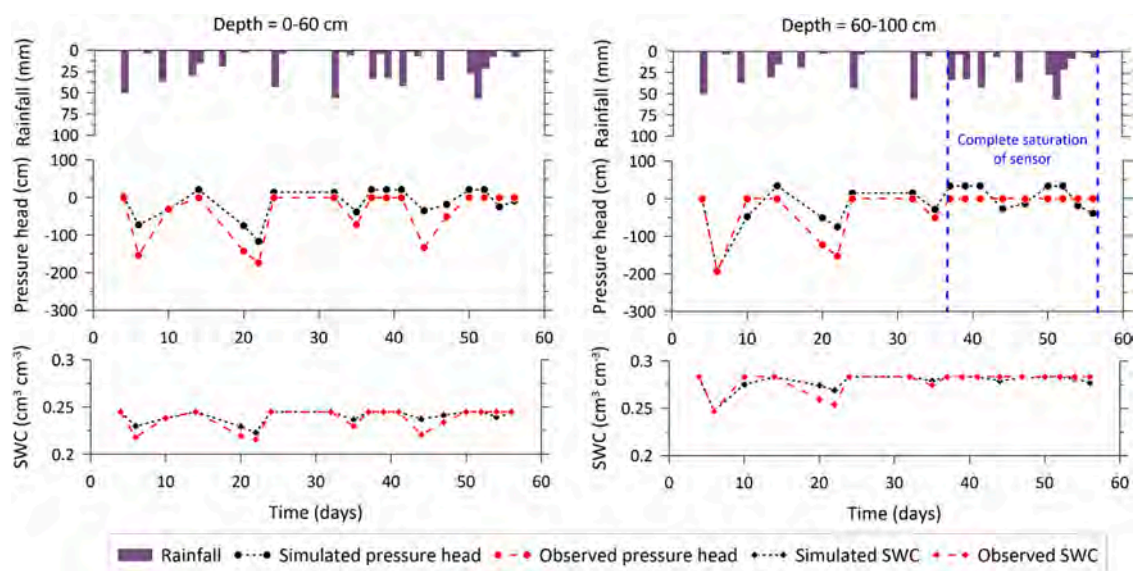 Depth = 0-60 cm
Rainfall (mm)
0
25
50
75
100
Pressure head (cm)
100
0
-100
-200
-300
0 10 20 30 40 50 60
SWC (cm³ cm⁻³)
0.3
0.25
0.2
0 10 20 30 40 50 60
Time (days)
Depth = 60-100 cm
Rainfall (mm)
0
25
50
75
100
Complete saturation
of sensor
Pressure head (cm)
100
0
-100
-200
-300
0 10 20 30 40 50 60
SWC (cm³ cm⁻³)
0.3
0.25
0.2
0 10 20 30 40 50 60
Time (days)
Rainfall Simulated pressure head Observed pressure head Simulated SWC Observed SWC